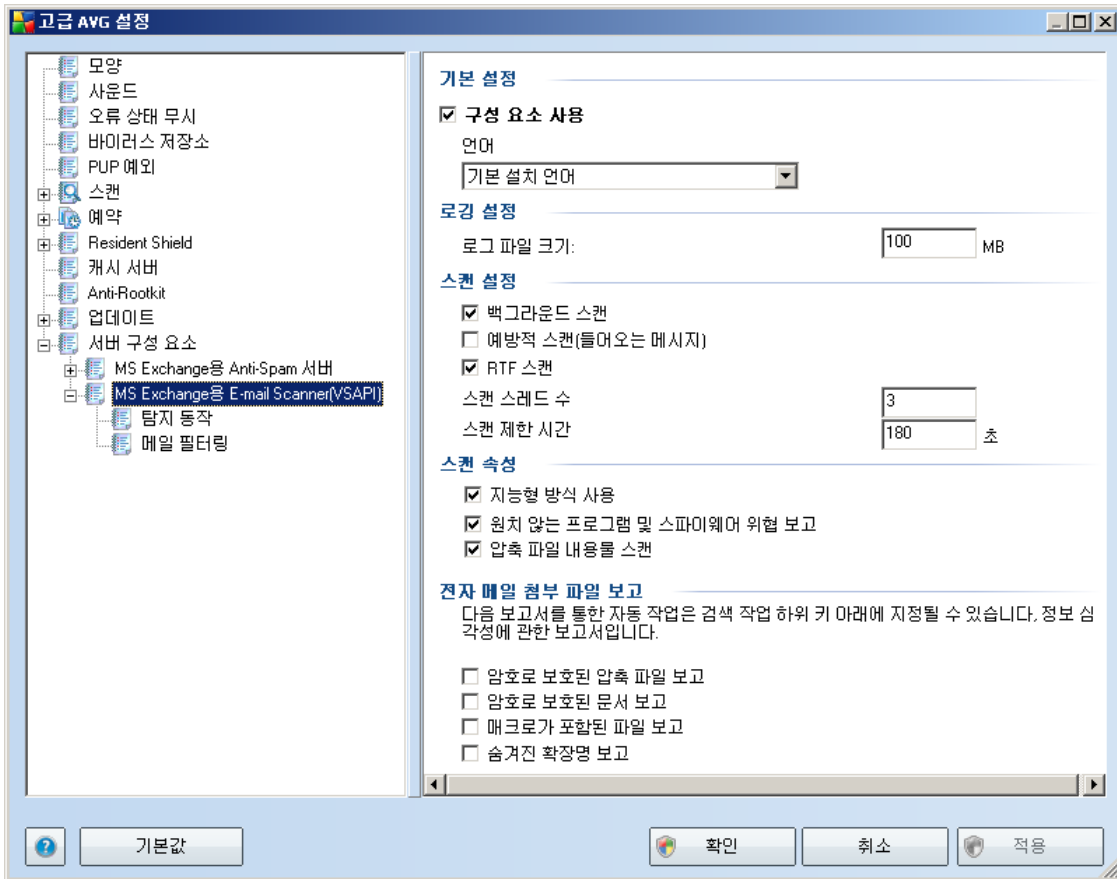 고급 AVG 설정
모양
사운드
오류 상태 무시
바이러스 저장소
PUP 예외
스캔
예약
Resident Shield
캐시 서버
Anti-Rootkit
업데이트
서버 구성 요소
MS Exchange용 Anti-Spam 서버
MS Exchange용 E-mail Scanner(VSAPI)
탐지 동작
메일 필터링
기본 설정
구성 요소 사용
언어
기본 설치 언어
로깅 설정
로그 파일 크기: 100 MB
스캔 설정
백그라운드 스캔
예방적 스캔(들어오는 메시지)
RTF 스캔
스캔 스레드 수 3
스캔 제한 시간 180 초
스캔 속성
지능형 방식 사용
원치 않는 프로그램 및 스파이웨어 위협 보고
압축 파일 내용물 스캔
전자 메일 첨부 파일 보고
다음 보고서를 통한 자동 작업은 검색 작업 하위 키 아래에 지정될 수 있습니다. 정보 심
각성에 관한 보고서입니다.
암호로 보호된 압축 파일 보고
암호로 보호된 문서 보고
매크로가 포함된 파일 보고
숨겨진 확장명 보고
? 기본값 확인 취소 적용